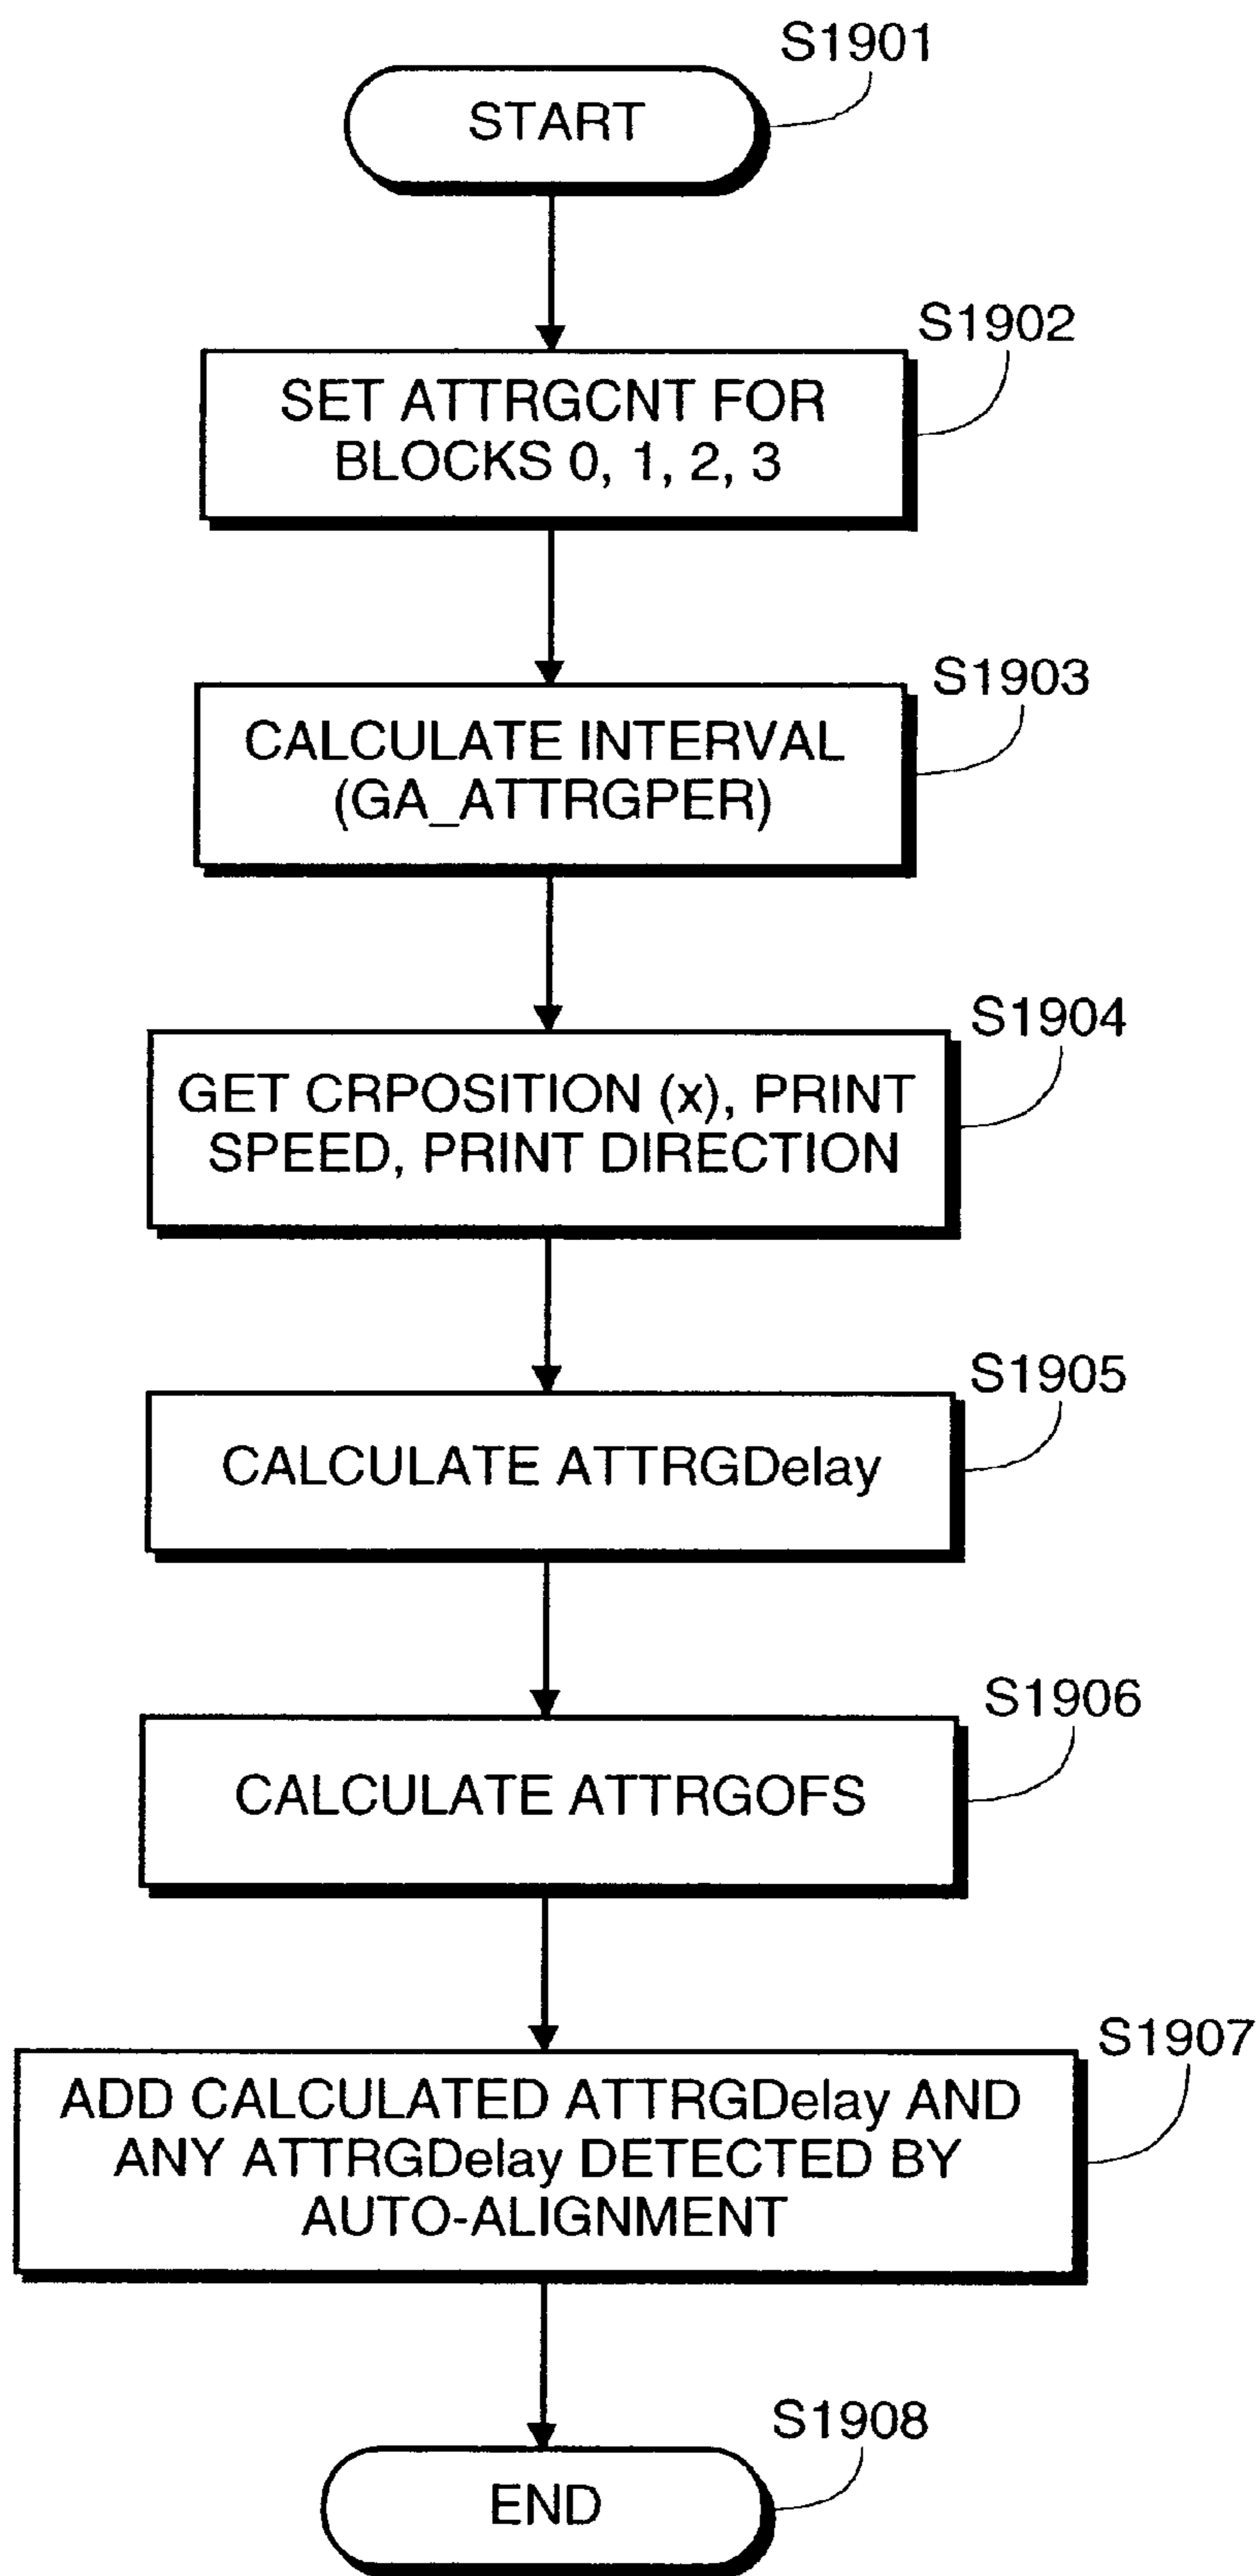 S1901
START
S1902
SET ATTRGCNT FOR
BLOCKS 0, 1, 2, 3
S1903
CALCULATE INTERVAL
(GA_ATTRGPER)
S1904
GET CRPOSITION (x), PRINT
SPEED, PRINT DIRECTION
S1905
CALCULATE ATTRGDelay
S1906
CALCULATE ATTRGOFS
S1907
ADD CALCULATED ATTRGDelay AND
ANY ATTRGDelay DETECTED BY
AUTO-ALIGNMENT
S1908
END